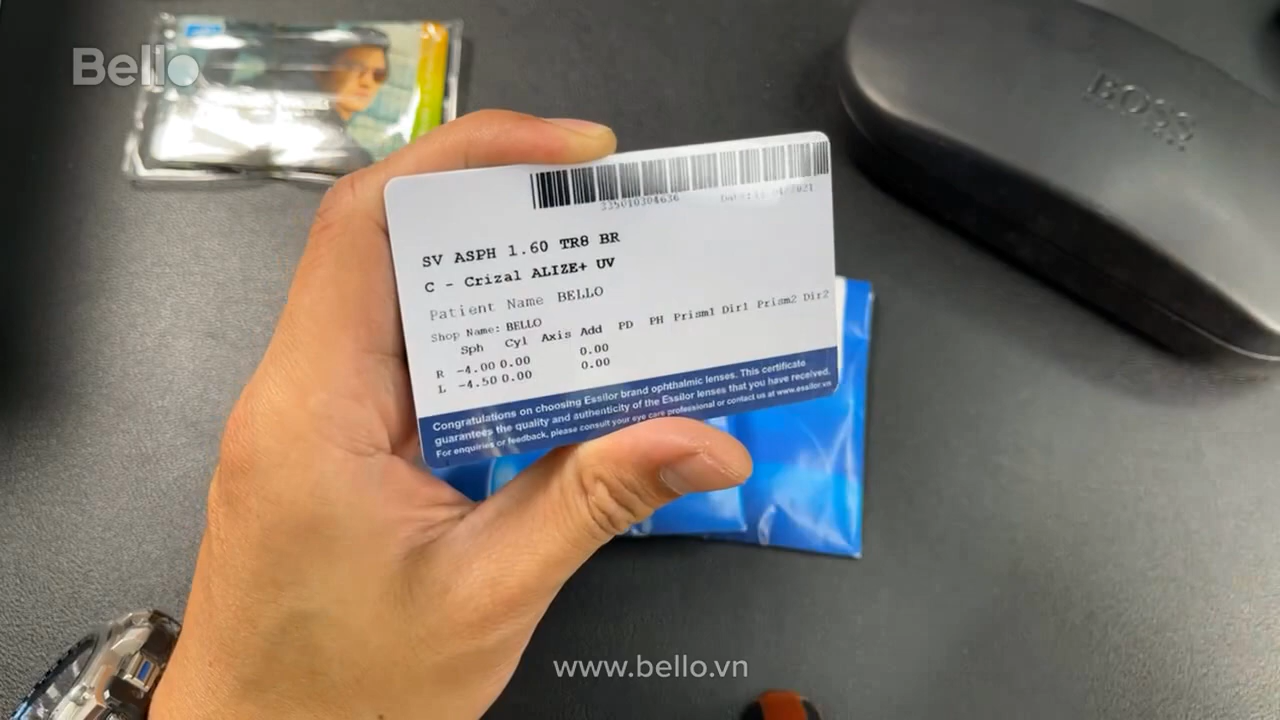 Bello
BOSS
335010304636
SV ASPH 1.60 TR8 BR
C - Crizal ALIZE+ UV
Patient Name BELLO
Shop Name: BELLO
Sph Cyl Axis Add PD PH Prism1 Dir1 Prism2 Dir2
R -4.00 0.00 0.00
L -4.50 0.00 0.00
Congratulations on choosing Essilor brand ophthalmic lenses. This certificate
guarantees the quality and authenticity of the Essilor lenses that you have received.
For enquiries or feedback, please consult your eye care professional or contact us at www.essilor.vn
www.bello.vn